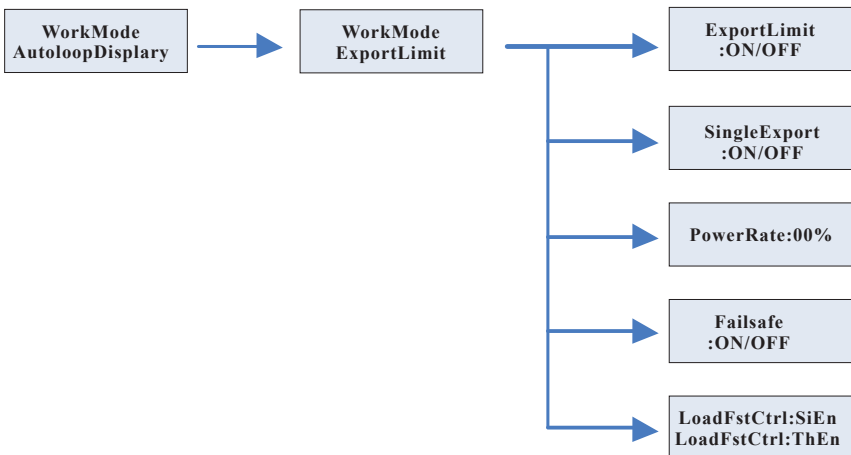 WorkMode
AutoloopDisplary
WorkMode
ExportLimit
ExportLimit
:ON/OFF
SingleExport
:ON/OFF
PowerRate:00%
Failsafe
:ON/OFF
LoadFstCtrl:SiEn
LoadFstCtrl:ThEn